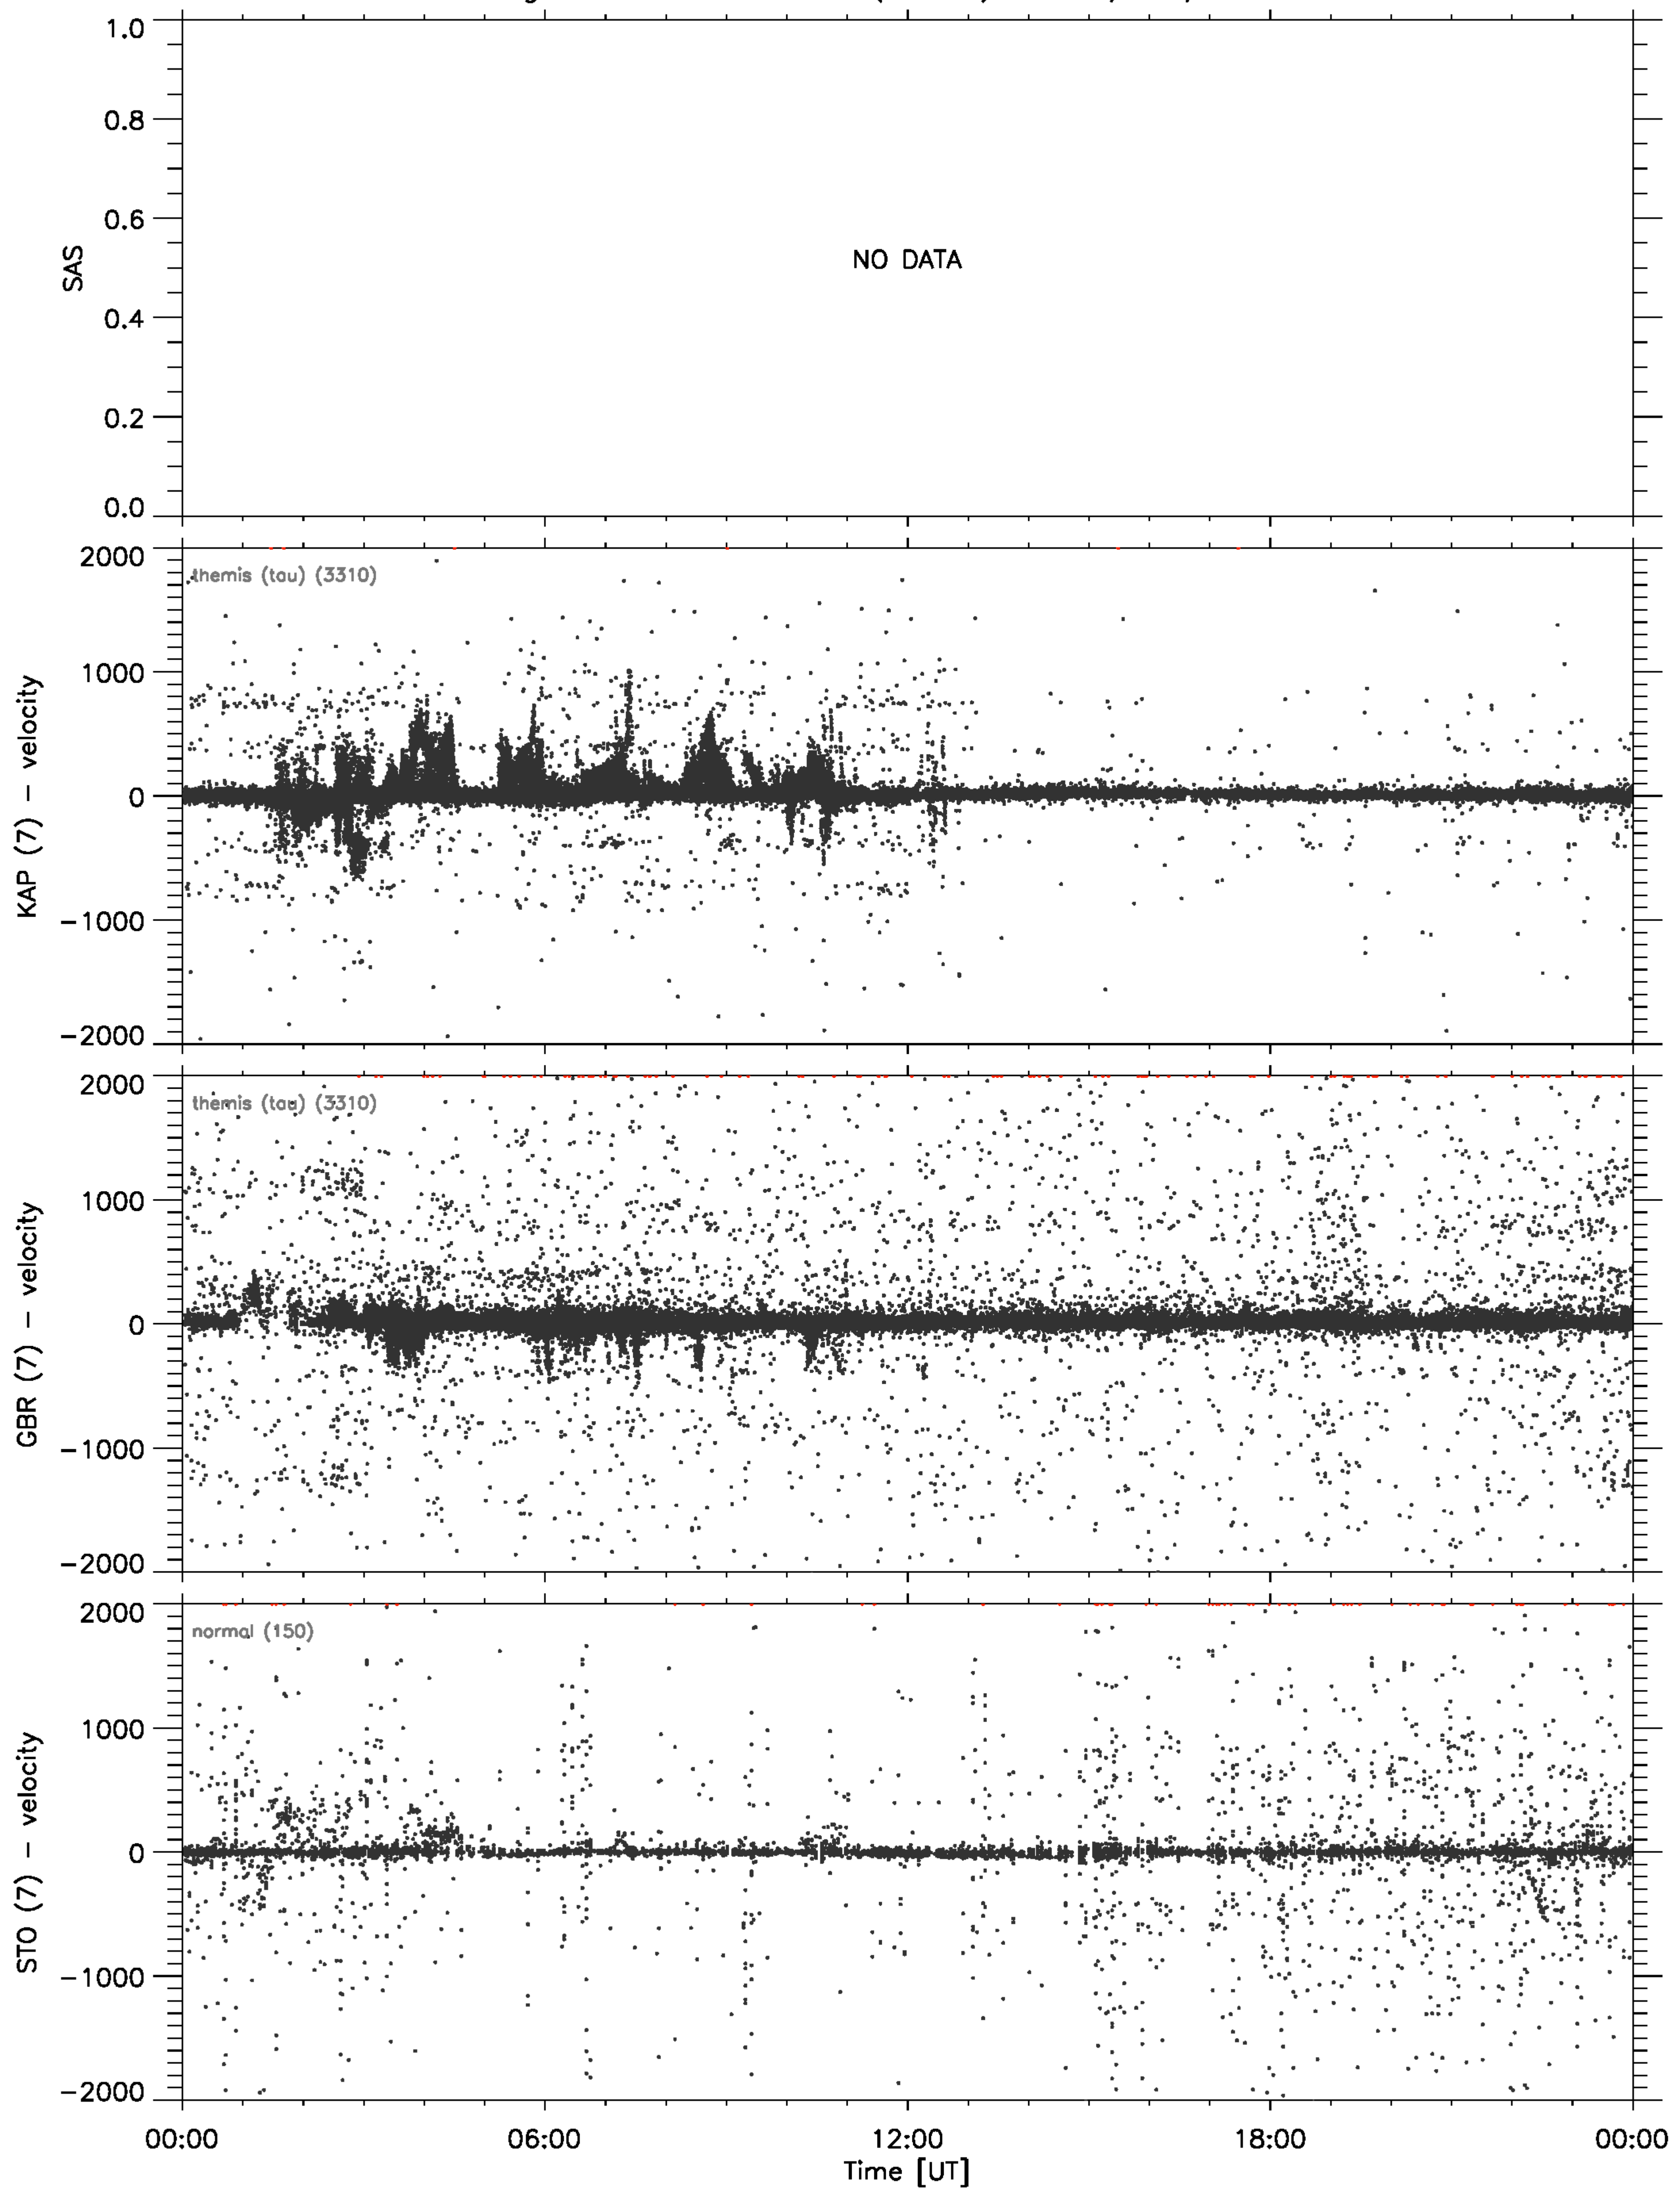 1.0
0.8
0.6
0.4
0.2
0.0
SAS
NO DATA
2000
1000
0
−1000
−2000
KAP (7) − velocity
themis (tau) (3310)
2000
1000
0
−1000
−2000
GBR (7) − velocity
themis (tau) (3310)
2000
1000
0
−1000
−2000
STO (7) − velocity
normal (150)
00:00 06:00 12:00 18:00 00:00
Time [UT]